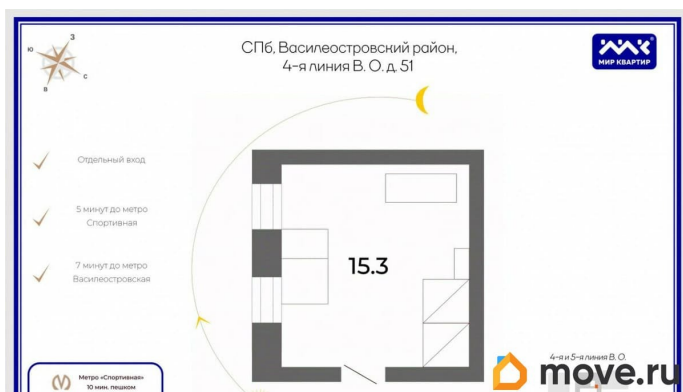 З
Ю
С
В
СПб, Василеостровский район,
4-я линия В. О. д. 51
МИР КВАРТИР
Отдельный вход
5 минут до метро
Спортивная
7 минут до метро
Василеостровская
15.3
4-я и 5-я линия В. О.
Метро «Спортивная»
10 мин. пешком
move.ru